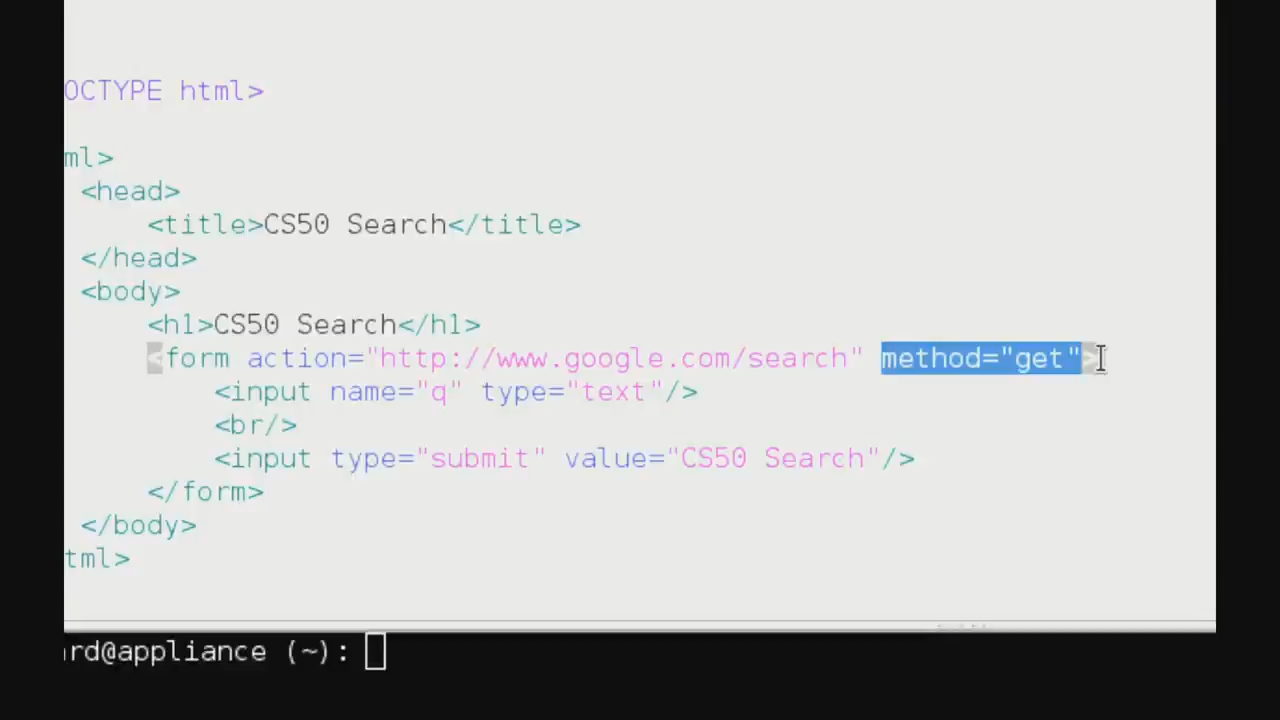 OCTYPE html>
ml>
<head>
<title>CS50 Search</title>
</head>
<body>
<h1>CS50 Search</h1>
<form action="http://www.google.com/search" method="get">
<input name="q" type="text"/>
<br/>
<input type="submit" value="CS50 Search"/>
</form>
</body>
tml>
ard@appliance (~):